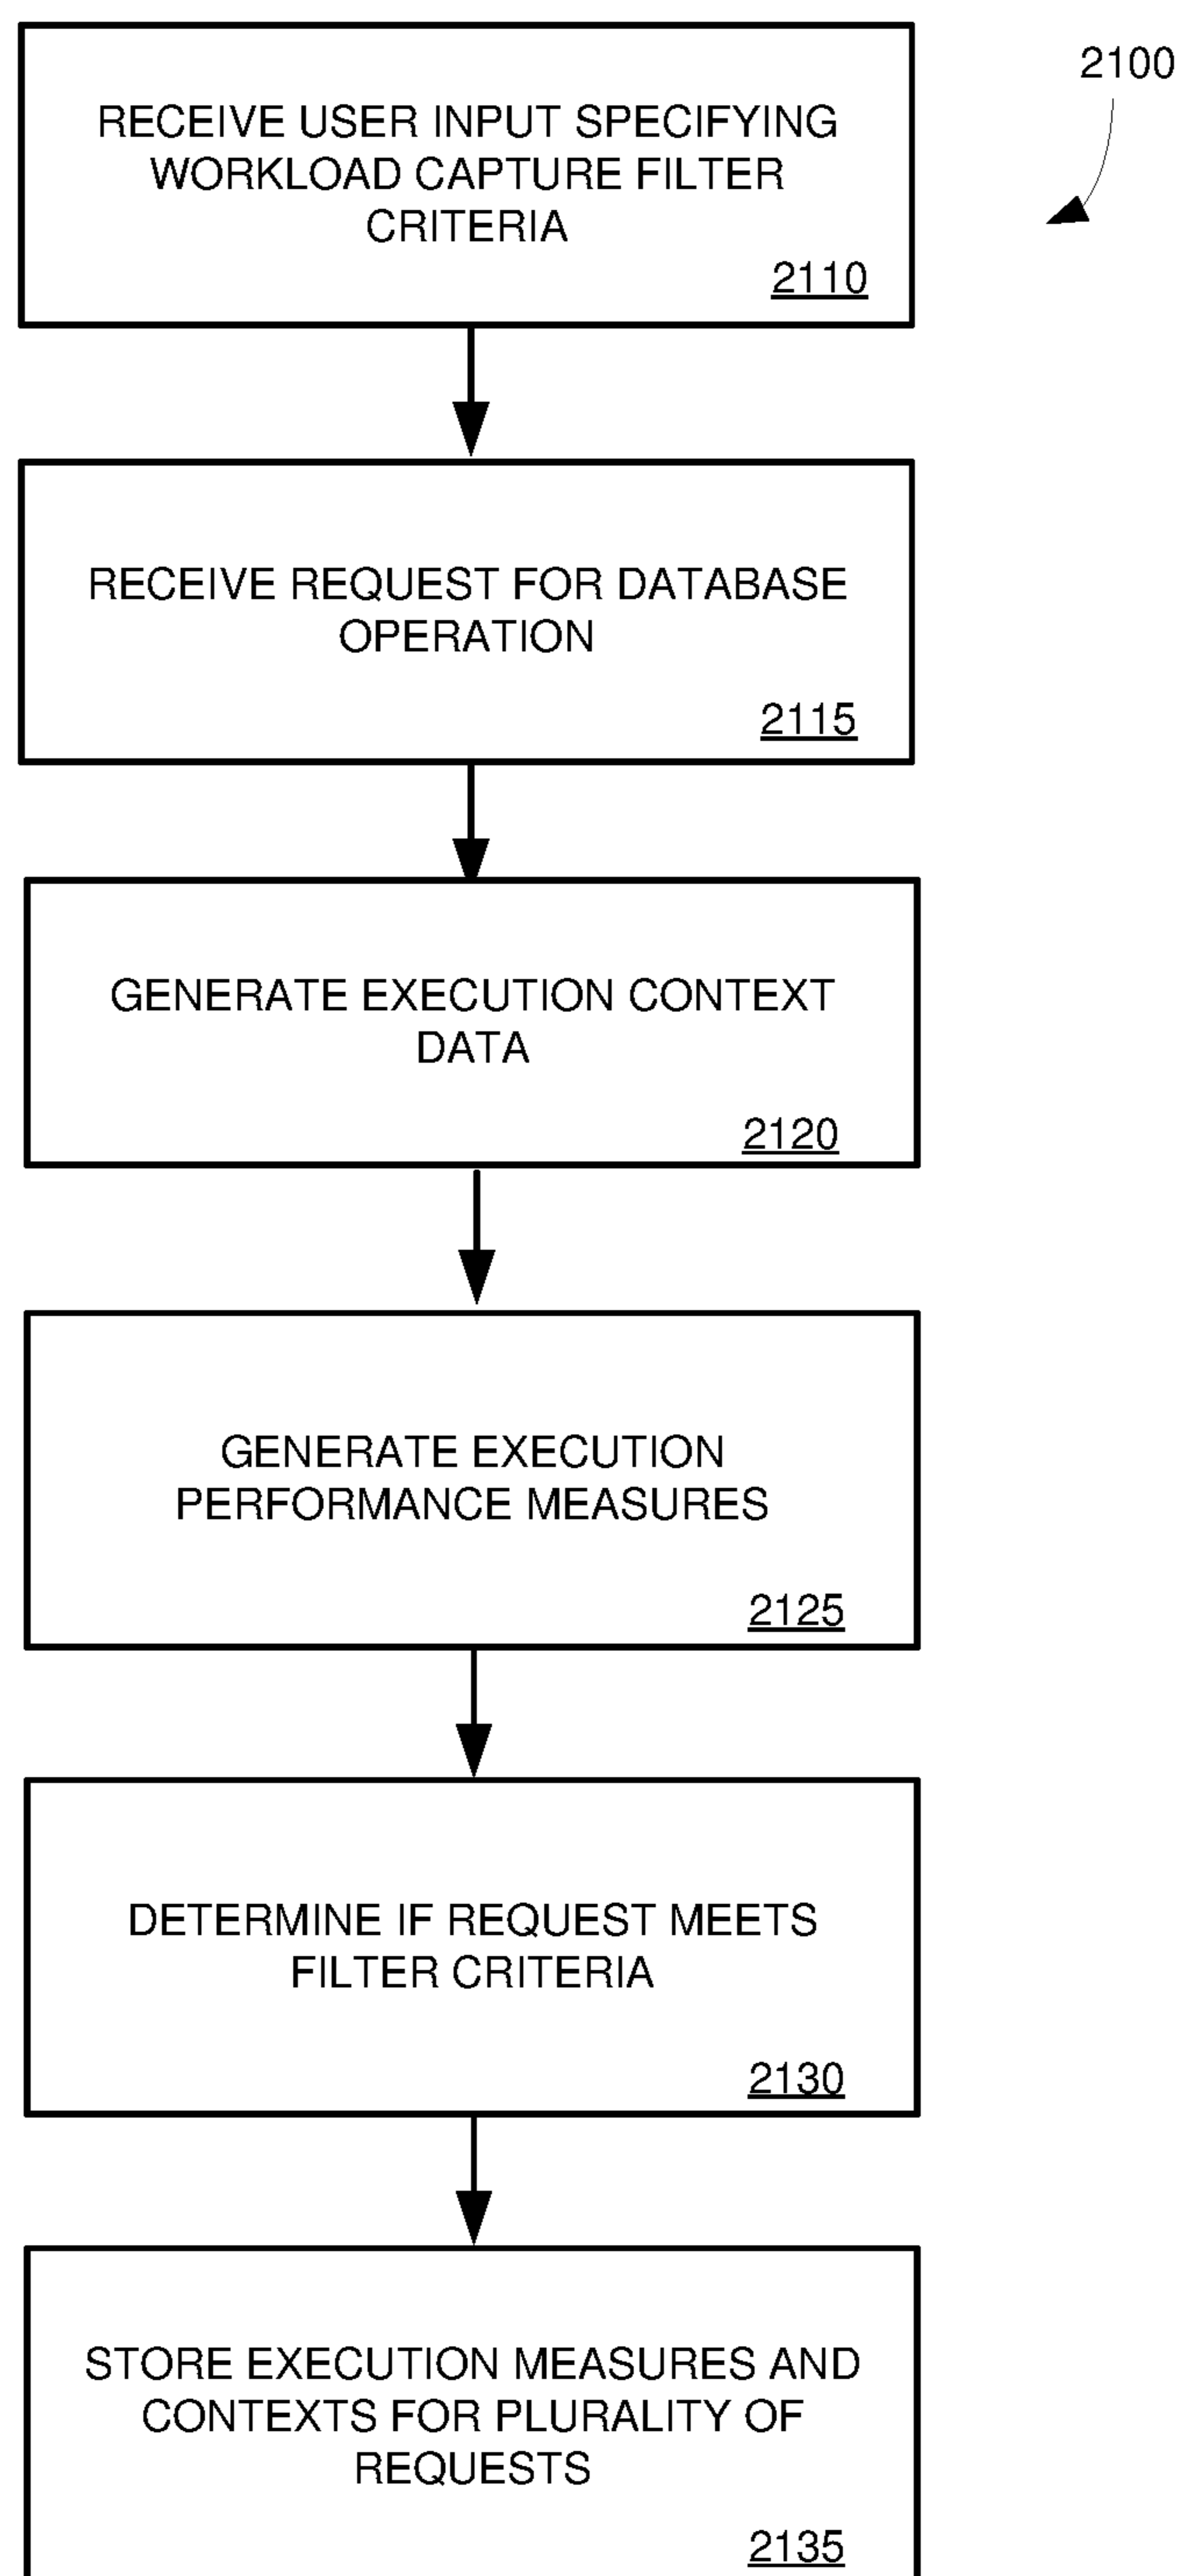 2100
RECEIVE USER INPUT SPECIFYING
WORKLOAD CAPTURE FILTER
CRITERIA
2110
RECEIVE REQUEST FOR DATABASE
OPERATION
2115
GENERATE EXECUTION CONTEXT
DATA
2120
GENERATE EXECUTION
PERFORMANCE MEASURES
2125
DETERMINE IF REQUEST MEETS
FILTER CRITERIA
2130
STORE EXECUTION MEASURES AND
CONTEXTS FOR PLURALITY OF
REQUESTS
2135